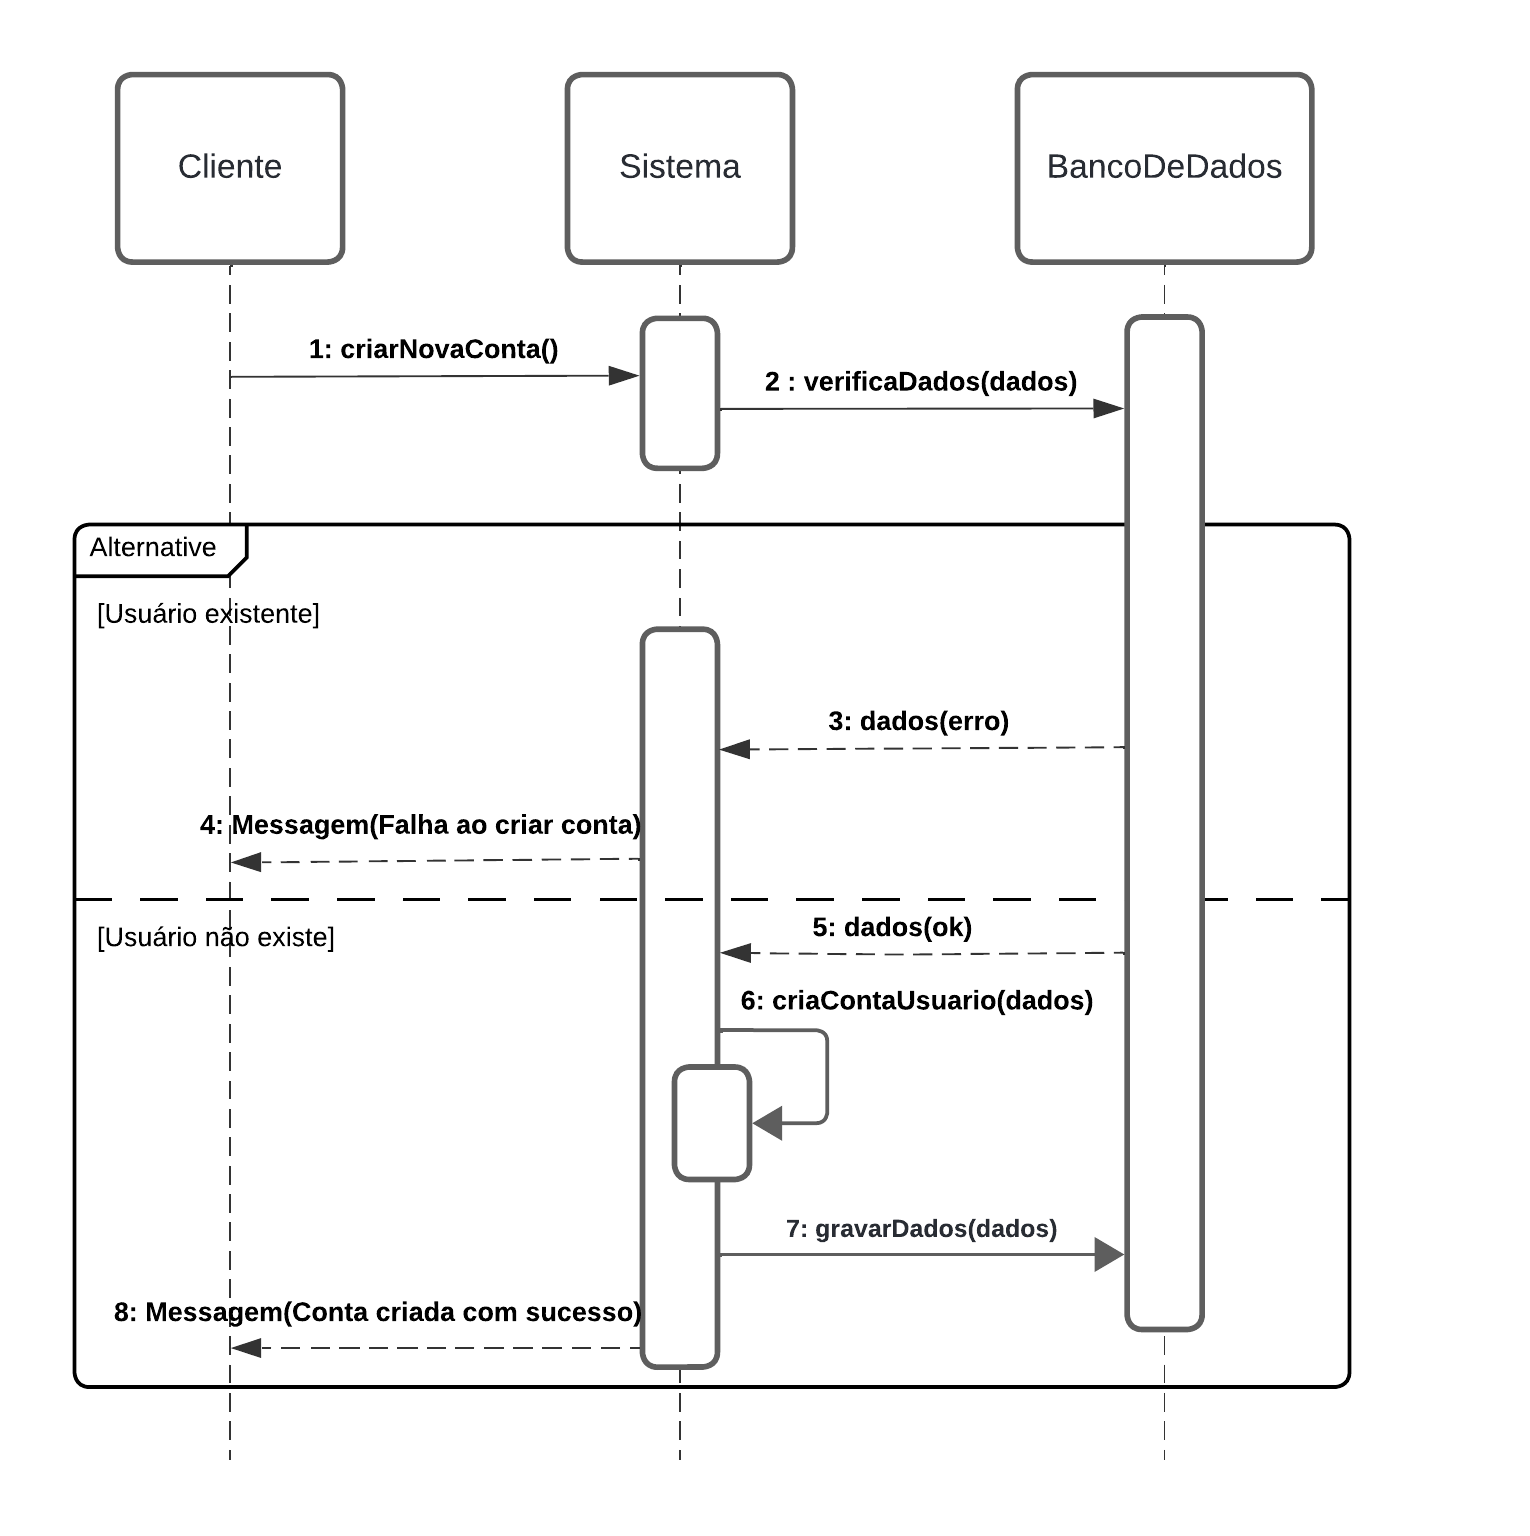 Cliente
Sistema
BancoDeDados
1: criarNovaConta()
2 : verificaDados(dados)
Alternative
[Usuário existente]
3: dados(erro)
4: Messagem(Falha ao criar conta)
5: dados(ok)
[Usuário não existe]
6: criaContaUsuario(dados)
7: gravarDados(dados)
8: Messagem(Conta criada com sucesso)